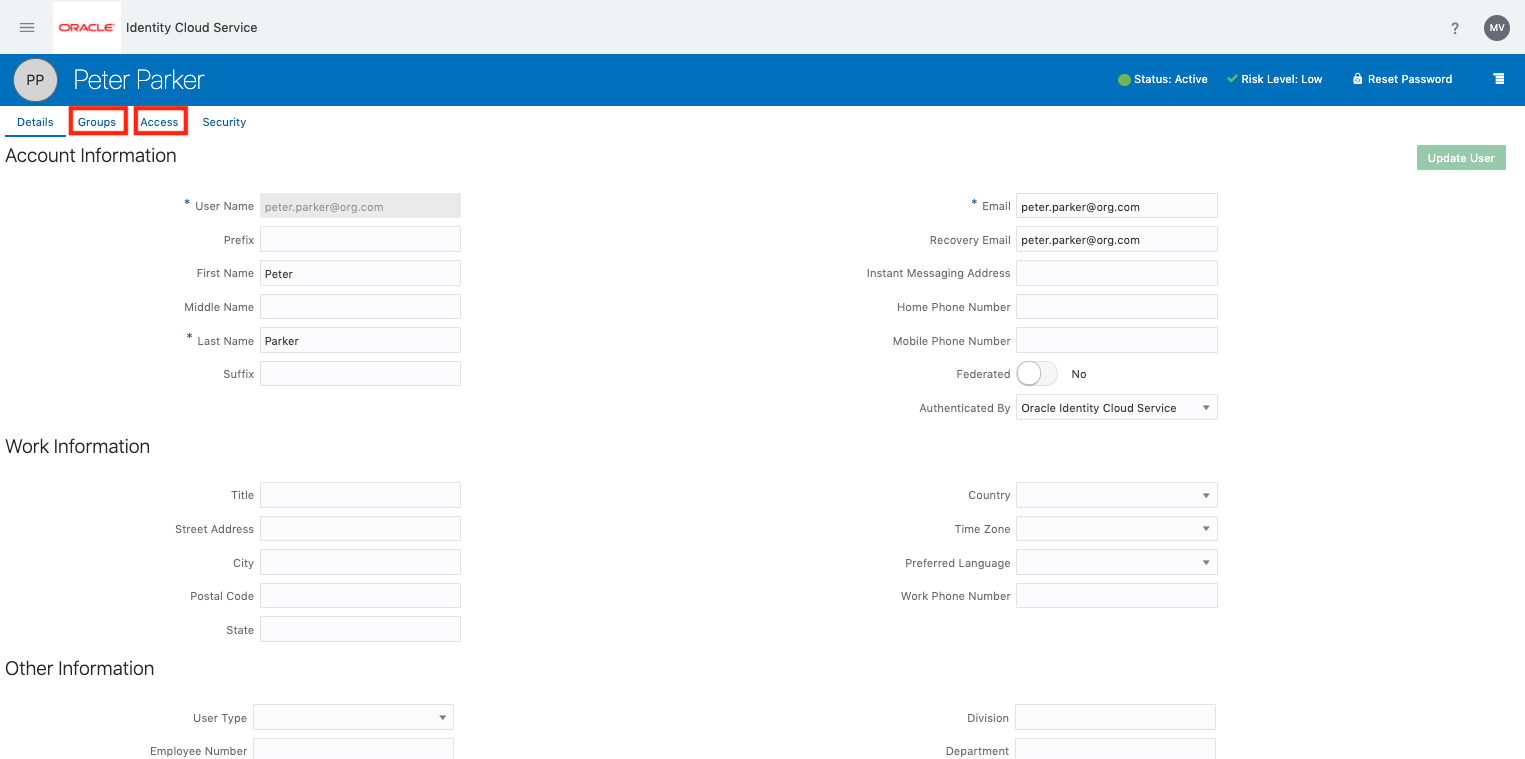 ORACLE Identity Cloud Service ? MV
PP Peter Parker Status: Active Risk Level: Low Reset Password
Details Groups Access Security
Account Information Update User
* User Name peter.parker@org.com * Email peter.parker@org.com
Prefix Recovery Email peter.parker@org.com
First Name Peter Instant Messaging Address
Middle Name Home Phone Number
* Last Name Parker Mobile Phone Number
Suffix Federated No
Authenticated By Oracle Identity Cloud Service
Work Information
Title Country
Street Address Time Zone
City Preferred Language
Postal Code Work Phone Number
State
Other Information
User Type Division
Employee Number Department